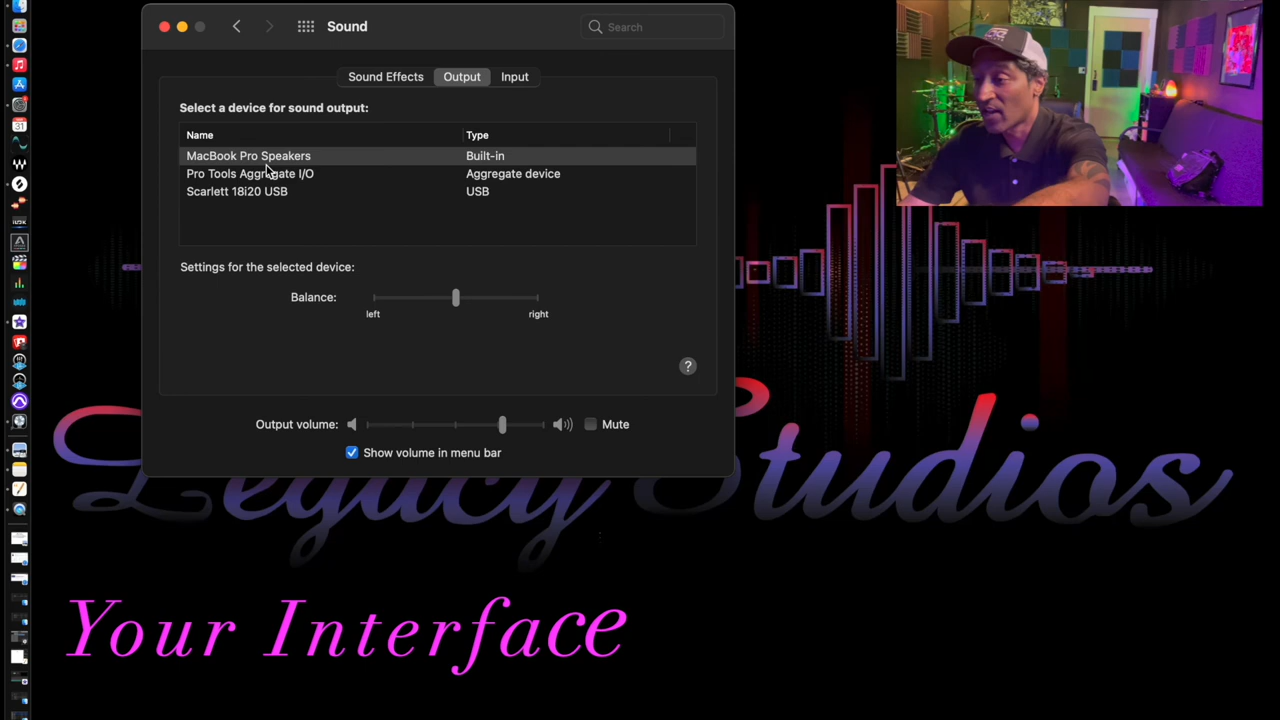 Sound
Search
Sound Effects Output Input
Select a device for sound output:
Name Type
MacBook Pro Speakers Built-in
Pro Tools Aggregate I/O Aggregate device
Scarlett 18i20 USB USB
Settings for the selected device:
Balance:
left right
?
Output volume: Mute
Show volume in menu bar
Legacy Studios
Your Interface
31